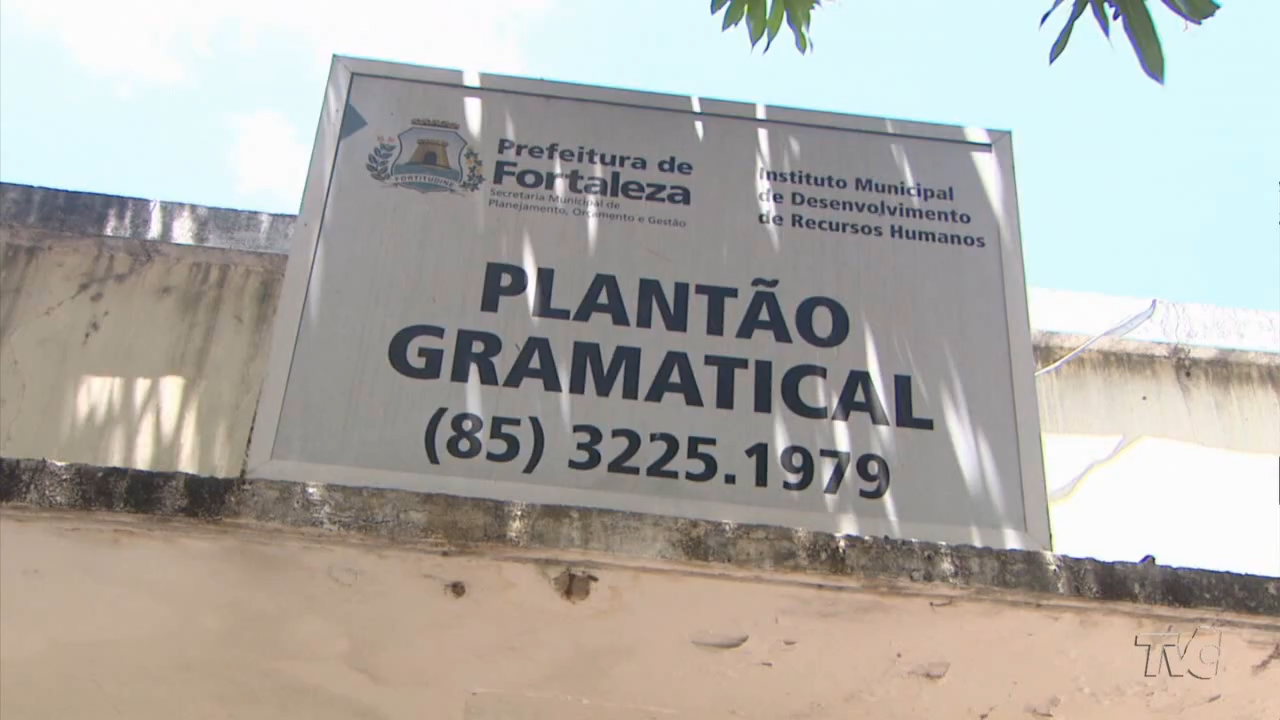 FORTITUDINE
Prefeitura de
Fortaleza
Secretaria Municipal de
Planejamento, Orçamento e Gestão
Instituto Municipal
de Desenvolvimento
de Recursos Humanos
PLANTÃO
GRAMATICAL
(85) 3225.1979
TVC